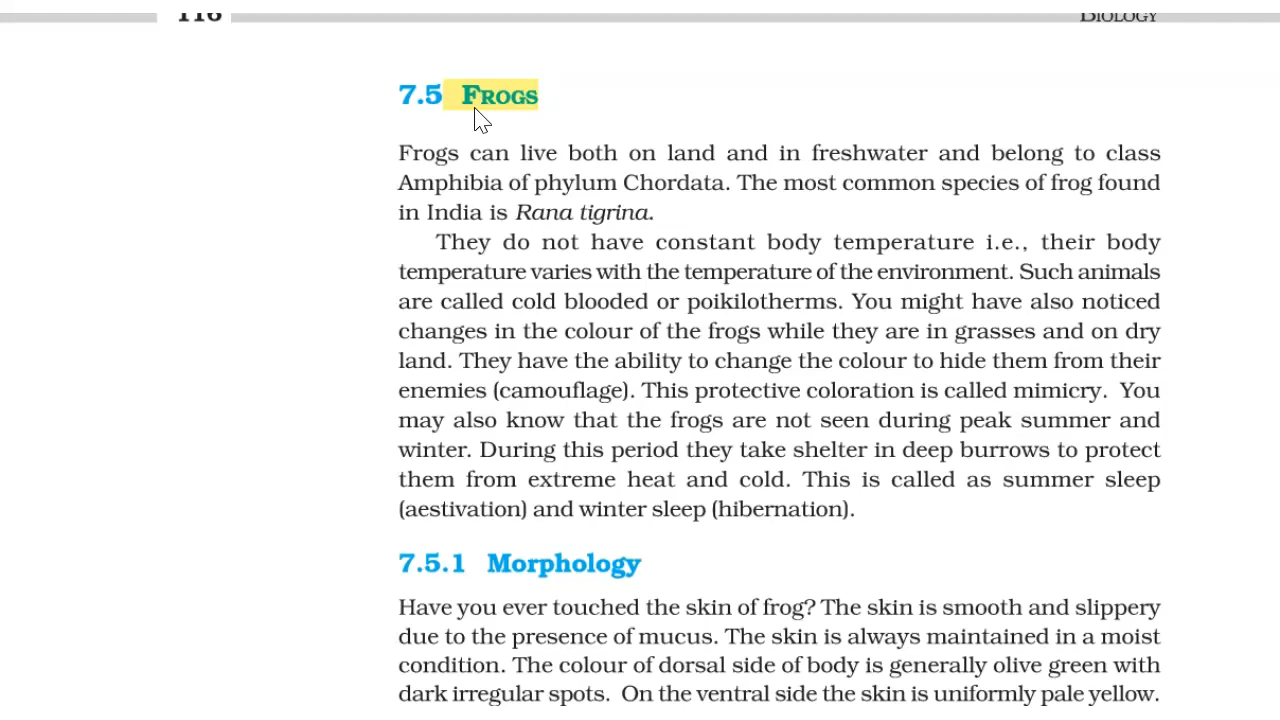 116
BIOLOGY
7.5 FROGS
Frogs can live both on land and in freshwater and belong to class
Amphibia of phylum Chordata. The most common species of frog found
in India is Rana tigrina.
They do not have constant body temperature i.e., their body
temperature varies with the temperature of the environment. Such animals
are called cold blooded or poikilotherms. You might have also noticed
changes in the colour of the frogs while they are in grasses and on dry
land. They have the ability to change the colour to hide them from their
enemies (camouflage). This protective coloration is called mimicry. You
may also know that the frogs are not seen during peak summer and
winter. During this period they take shelter in deep burrows to protect
them from extreme heat and cold. This is called as summer sleep
(aestivation) and winter sleep (hibernation).
7.5.1 Morphology
Have you ever touched the skin of frog? The skin is smooth and slippery
due to the presence of mucus. The skin is always maintained in a moist
condition. The colour of dorsal side of body is generally olive green with
dark irregular spots. On the ventral side the skin is uniformly pale yellow.